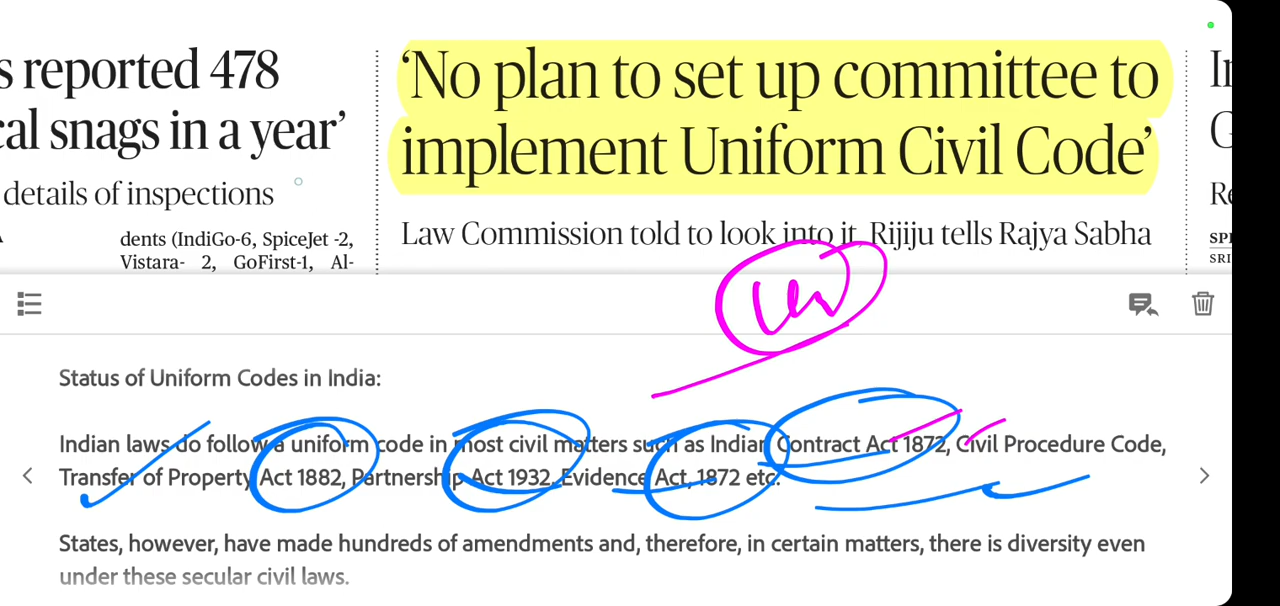 s reported 478
cal snags in a year’
details of inspections
dents (IndiGo-6, SpiceJet -2,
Vistara- 2, GoFirst-1, Al-
‘No plan to set up committee to
implement Uniform Civil Code’
Law Commission told to look into it, Rijiju tells Rajya Sabha
Status of Uniform Codes in India:
Indian laws do follow a uniform code in most civil matters such as Indian Contract Act 1872, Civil Procedure Code,
Transfer of Property Act 1882, Partnership Act 1932, Evidence Act, 1872 etc.
States, however, have made hundreds of amendments and, therefore, in certain matters, there is diversity even
under these secular civil laws.